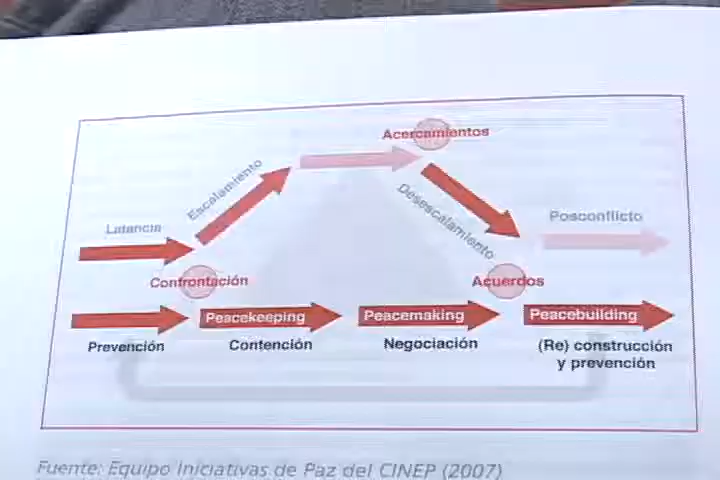 Acercamientos
Escalamiento
Latancia
Desescalamiento
Posconflicto
Confrontación
Acuerdos
Peacekeeping
Peacemaking
Peacebuilding
Prevención
Contención
Negociación
(Re) construcción
y prevención
Fuente: Equipo Iniciativas de Paz del CINEP (2007)